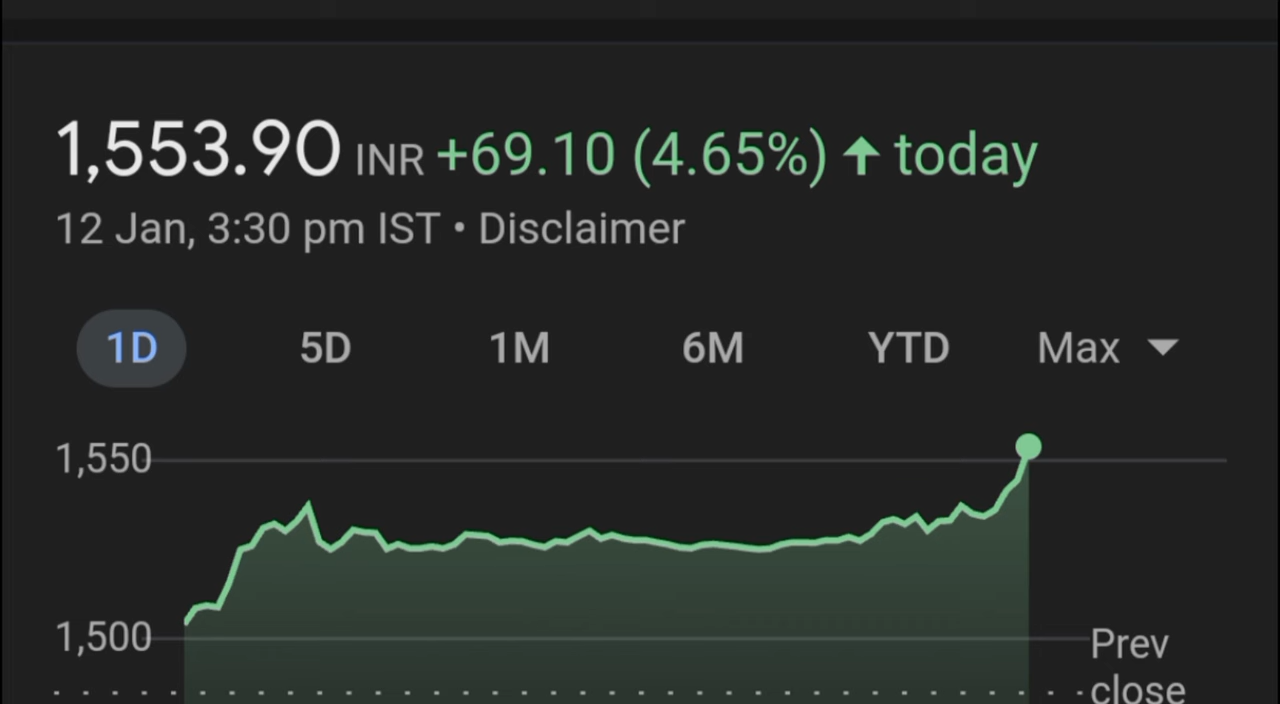 1,553.90 INR +69.10 (4.65%) ↑ today
12 Jan, 3:30 pm IST • Disclaimer
1D 5D 1M 6M YTD Max
1,550
1,500
Prev
close